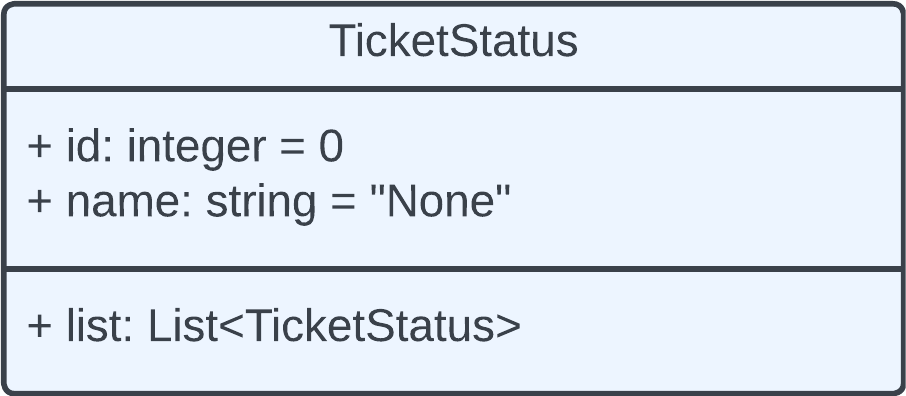 TicketStatus
+ id: integer = 0
+ name: string = "None"
+ list: List<TicketStatus>